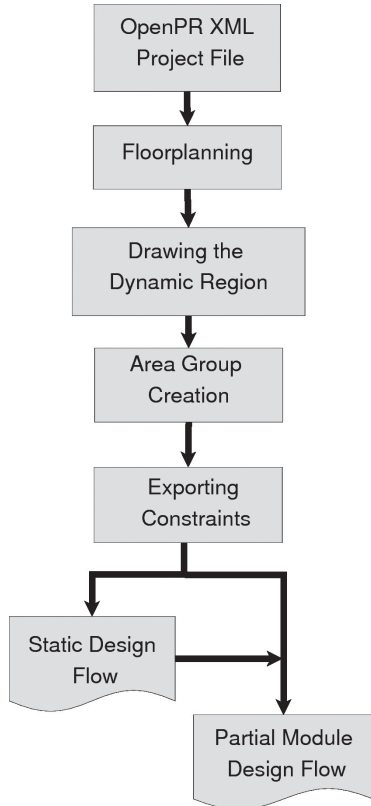 OpenPR XML
Project File
Floorplanning
Drawing the
Dynamic Region
Area Group
Creation
Exporting
Constraints
Static Design
Flow
Partial Module
Design Flow